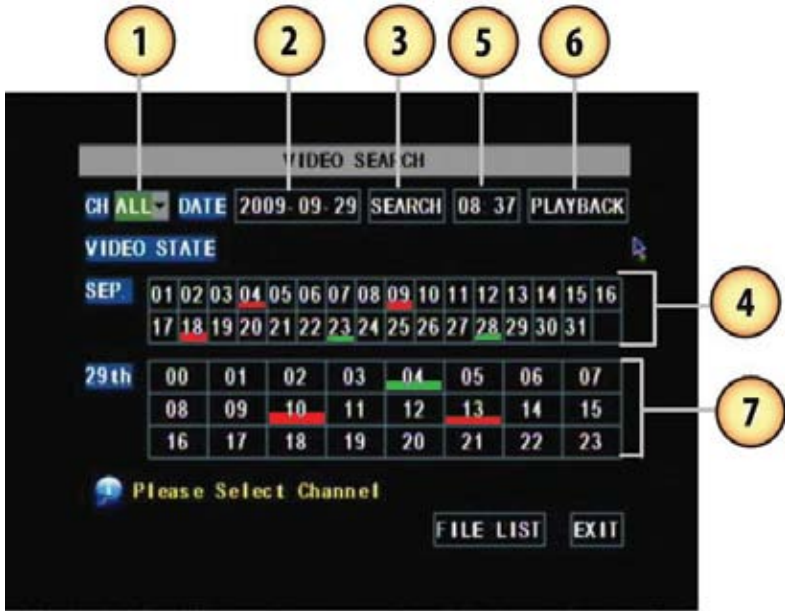 1 2 3 5 6
VIDEO SEARCH
CH ALL DATE 2009-09-29 SEARCH 08 37 PLAYBACK
VIDEO STATE
SEP. 01 02 03 04 05 06 07 08 09 10 11 12 13 14 15 16
17 18 19 20 21 22 23 24 25 26 27 28 29 30 31
4
29th 00 01 02 03 04 05 06 07
08 09 10 11 12 13 14 15
16 17 18 19 20 21 22 23
7
Please Select Channel
FILE LIST EXIT